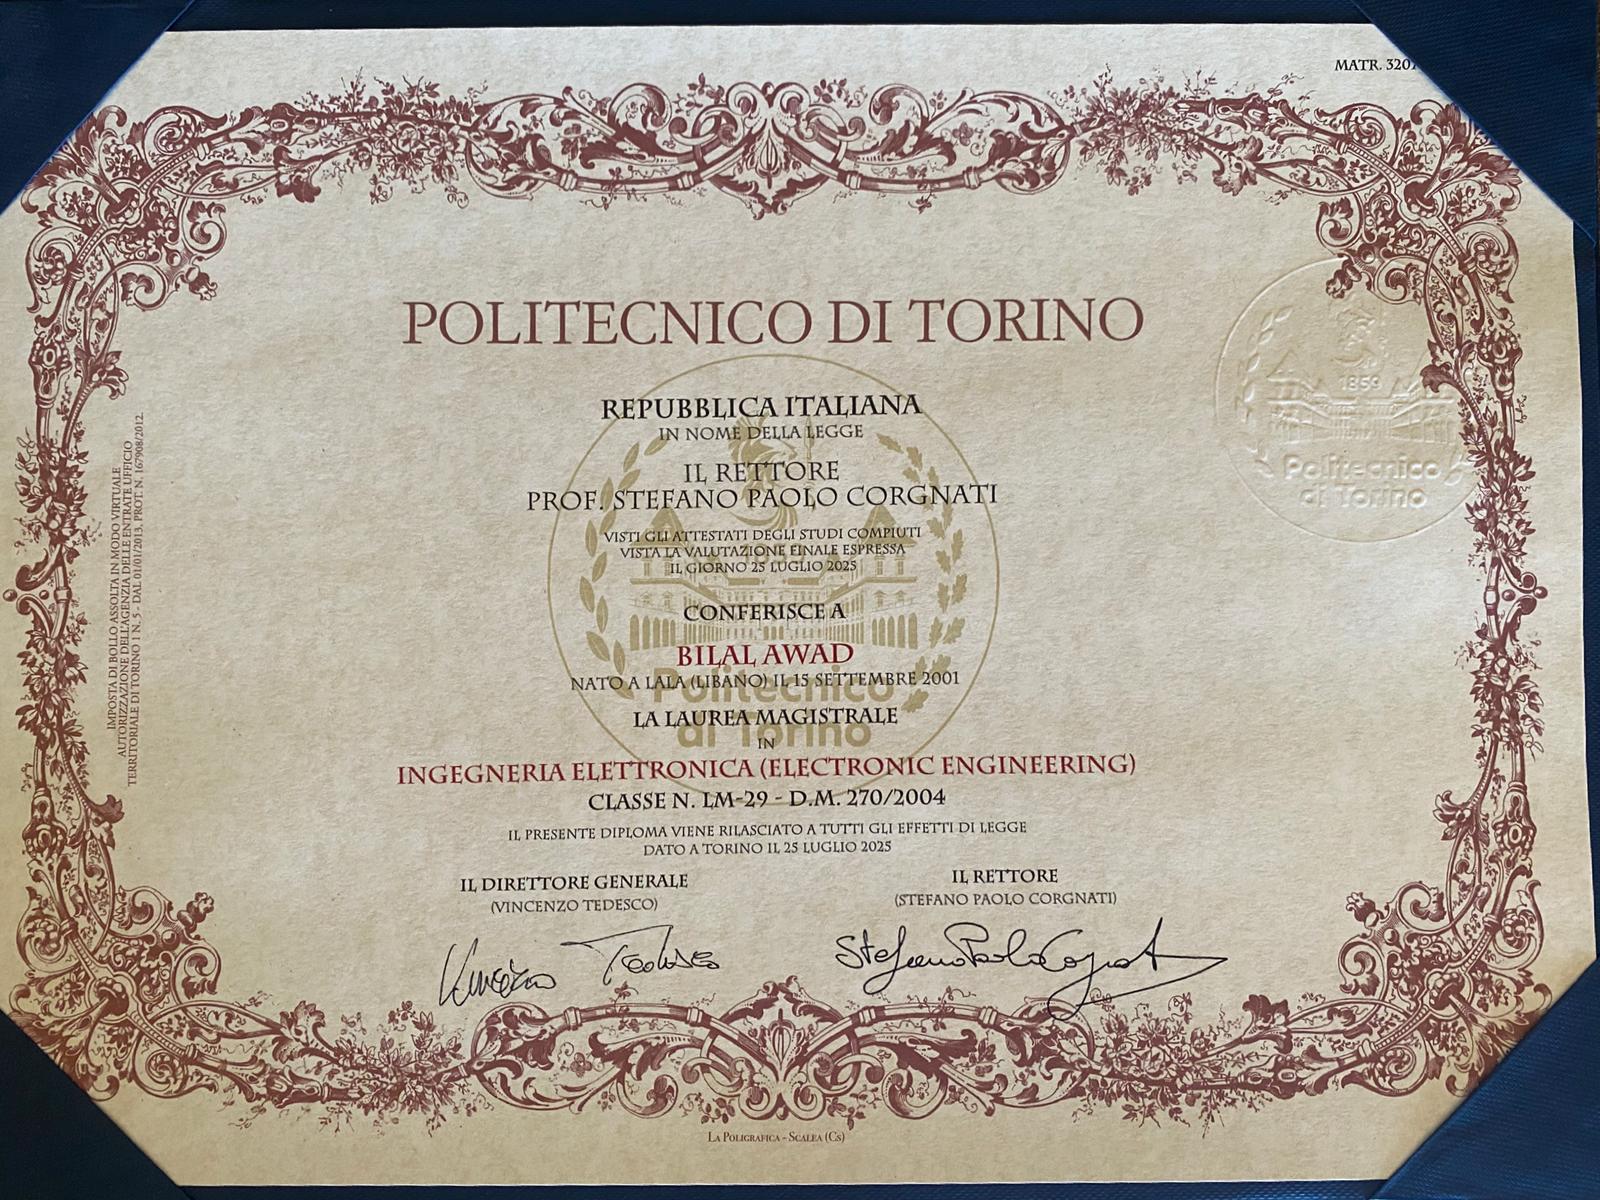 MATR. 320
POLITECNICO DI TORINO
REPUBBLICA ITALIANA
IN NOME DELLA LEGGE
IL RETTORE
PROF. STEFANO PAOLO CORGNATI
VISTI GLI ATTESTATI DEGLI STUDI COMPIUTI
VISTA LA VALUTAZIONE FINALE ESPRESSA
IL GIORNO 25 LUGLIO 2025
CONFERISCE A
BILAL AWAD
NATO A LALA (LIBANO) IL 15 SETTEMBRE 2001
LA LAUREA MAGISTRALE
IN
INGEGNERIA ELETTRONICA (ELECTRONIC ENGINEERING)
CLASSE N. LM-29 - D.M. 270/2004
IL PRESENTE DIPLOMA VIENE RILASCIATO A TUTTI GLI EFFETTI DI LEGGE
DATO A TORINO IL 25 LUGLIO 2025
IL DIRETTORE GENERALE
(VINCENZO TEDESCO)
IL RETTORE
(STEFANO PAOLO CORGNATI)
Vincenzo Tedesco
Stefano Paolo Corgnati
La Poligrafica - Scalea (Cs)
IMPOSTA DI BOLLO ASSOLTA IN MODO VIRTUALE
AUTORIZZAZIONE DELL'AGENZIA DELLE ENTRATE UFFICIO
TERRITORIALE DI TORINO 1 N. 5 - DAL 01/01/2013, PROT. N. 167908/2012.
1859
Politecnico
di Torino
Politecnico
di Torino